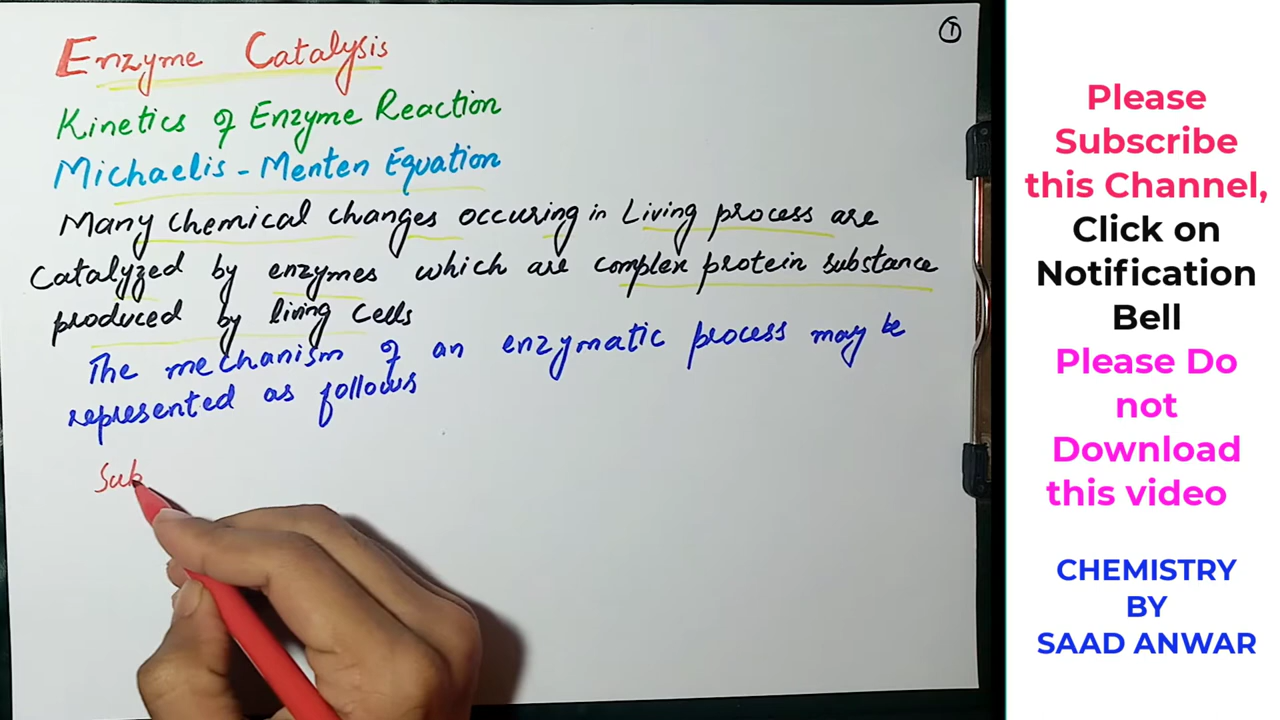 Enzyme Catalysis
Kinetics of Enzyme Reaction
Michaelis - Menten Equation
Many chemical changes occuring in Living process are
Catalyzed by enzymes which are complex protein substance
produced by living Cells
The mechanism of an enzymatic process may be
represented as follows
Sub
1
Please
Subscribe
this Channel,
Click on
Notification
Bell
Please Do
not
Download
this video
CHEMISTRY
BY
SAAD ANWAR